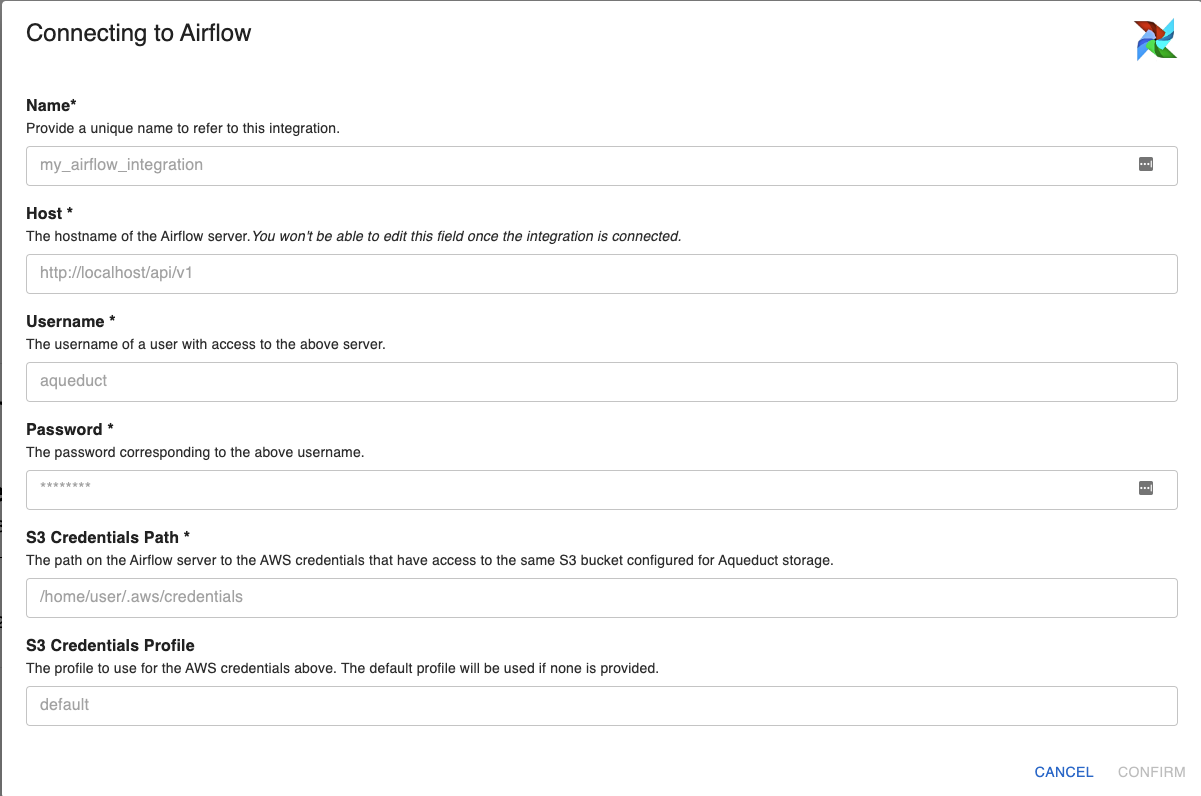 Connecting to Airflow
Name*
Provide a unique name to refer to this integration.
my_airflow_integration
Host *
The hostname of the Airflow server.You won't be able to edit this field once the integration is connected.
http://localhost/api/v1
Username *
The username of a user with access to the above server.
aqueduct
Password *
The password corresponding to the above username.
********
S3 Credentials Path *
The path on the Airflow server to the AWS credentials that have access to the same S3 bucket configured for Aqueduct storage.
/home/user/.aws/credentials
S3 Credentials Profile
The profile to use for the AWS credentials above. The default profile will be used if none is provided.
default
CANCEL CONFIRM